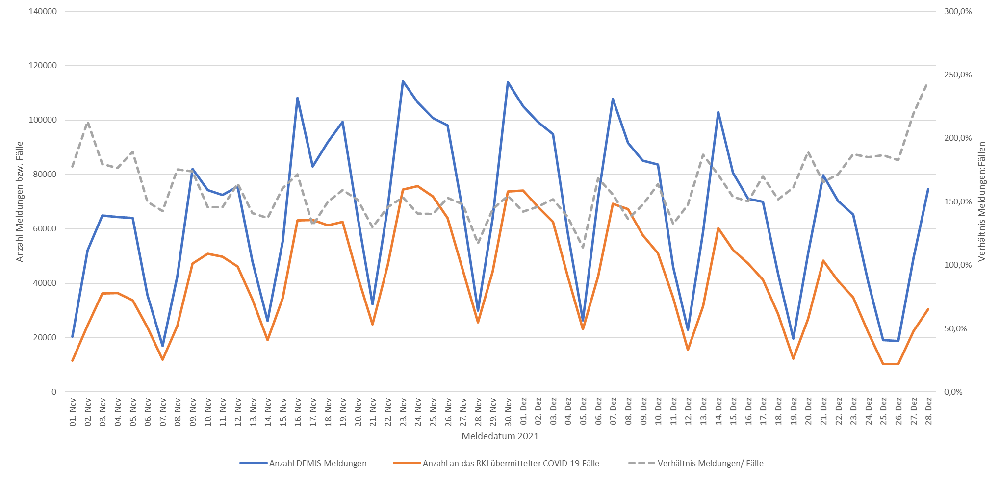 140000
120000
100000
80000
60000
40000
20000
0
300,0%
250,0%
200,0%
150,0%
100,0%
50,0%
0,0%
Anzahl Meldungen bzw. Fälle
Verhältnis Meldungen:Fällen
01. Nov
02. Nov
03. Nov
04. Nov
05. Nov
06. Nov
07. Nov
08. Nov
09. Nov
10. Nov
11. Nov
12. Nov
13. Nov
14. Nov
15. Nov
16. Nov
17. Nov
18. Nov
19. Nov
20. Nov
21. Nov
22. Nov
23. Nov
24. Nov
25. Nov
26. Nov
27. Nov
28. Nov
29. Nov
30. Nov
01. Dez
02. Dez
03. Dez
04. Dez
05. Dez
06. Dez
07. Dez
08. Dez
09. Dez
10. Dez
11. Dez
12. Dez
13. Dez
14. Dez
15. Dez
16. Dez
17. Dez
18. Dez
19. Dez
20. Dez
21. Dez
22. Dez
23. Dez
24. Dez
25. Dez
26. Dez
27. Dez
28. Dez
Meldedatum 2021
Anzahl DEMIS-Meldungen
Anzahl an das RKI übermittelter COVID-19-Fälle
Verhältnis Meldungen/ Fälle